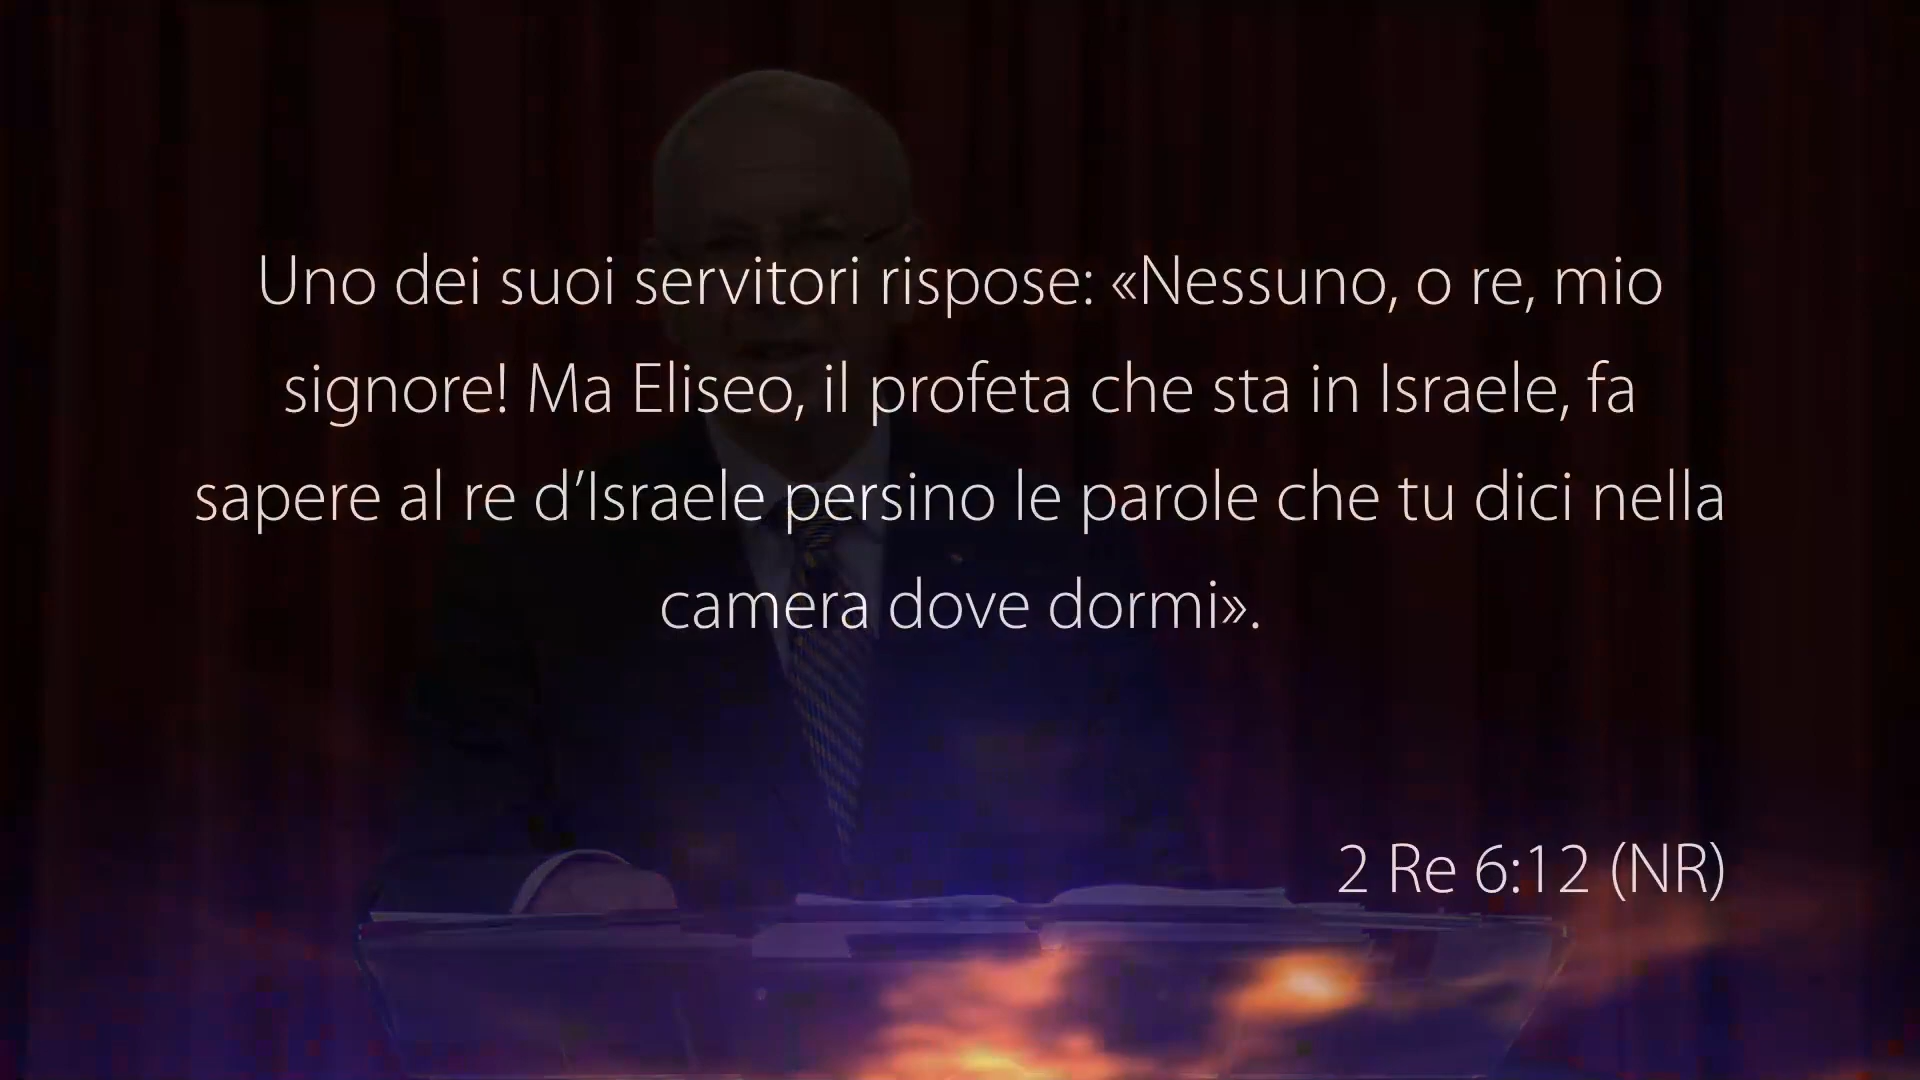 Uno dei suoi servitori rispose: «Nessuno, o re, mio
signore! Ma Eliseo, il profeta che sta in Israele, fa
sapere al re d’Israele persino le parole che tu dici nella
camera dove dormi».
2 Re 6:12 (NR)